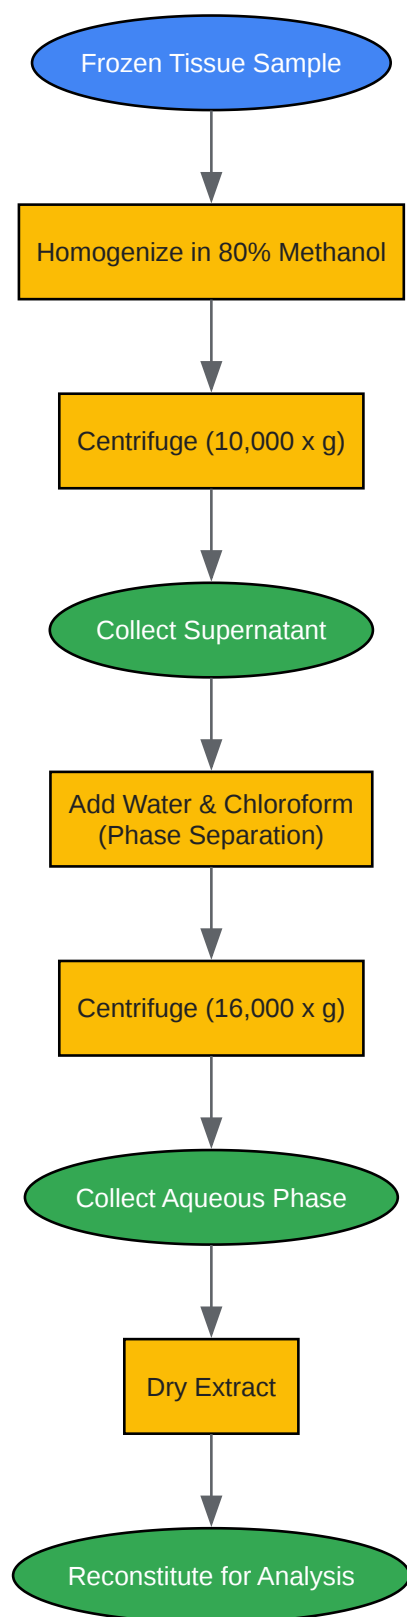 Frozen Tissue Sample
Homogenize in 80% Methanol
Centrifuge (10,000 x g)
Collect Supernatant
Add Water & Chloroform
(Phase Separation)
Centrifuge (16,000 x g)
Collect Aqueous Phase
Dry Extract
Reconstitute for Analysis